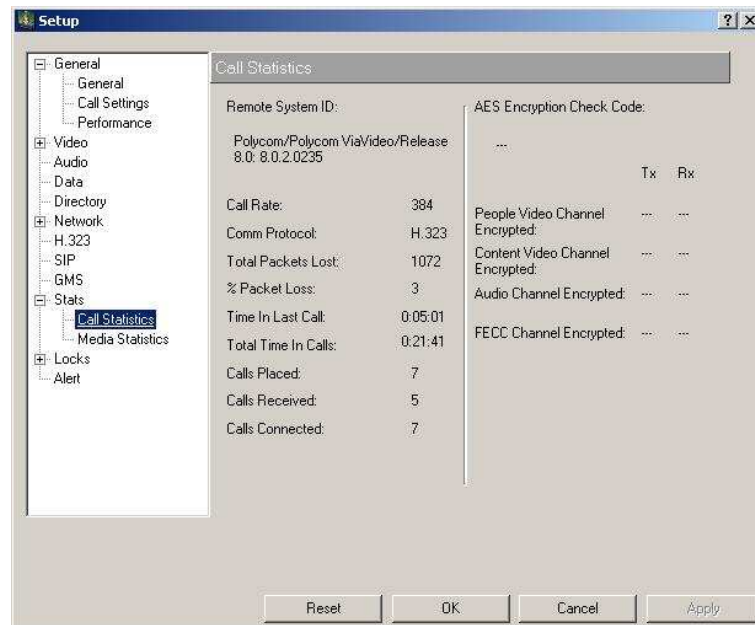 Setup
General
General
Call Settings
Performance
Video
Audio
Data
Directory
Network
H.323
SIP
GMS
Stats
Call Statistics
Media Statistics
Locks
Alert
Call Statistics
Remote System ID:
Polycom/Polycom ViaVideo/Release
8.0: 8.0.2.0235
Call Rate: 384
Comm Protocol: H.323
Total Packets Lost: 1072
% Packet Loss: 3
Time In Last Call: 0:05:01
Total Time In Calls: 0:21:41
Calls Placed: 7
Calls Received: 5
Calls Connected: 7
AES Encryption Check Code:
---
Tx Rx
People Video Channel
Encrypted: --- ---
Content Video Channel
Encrypted: --- ---
Audio Channel Encrypted: --- ---
FECC Channel Encrypted: --- ---
Reset OK Cancel Apply